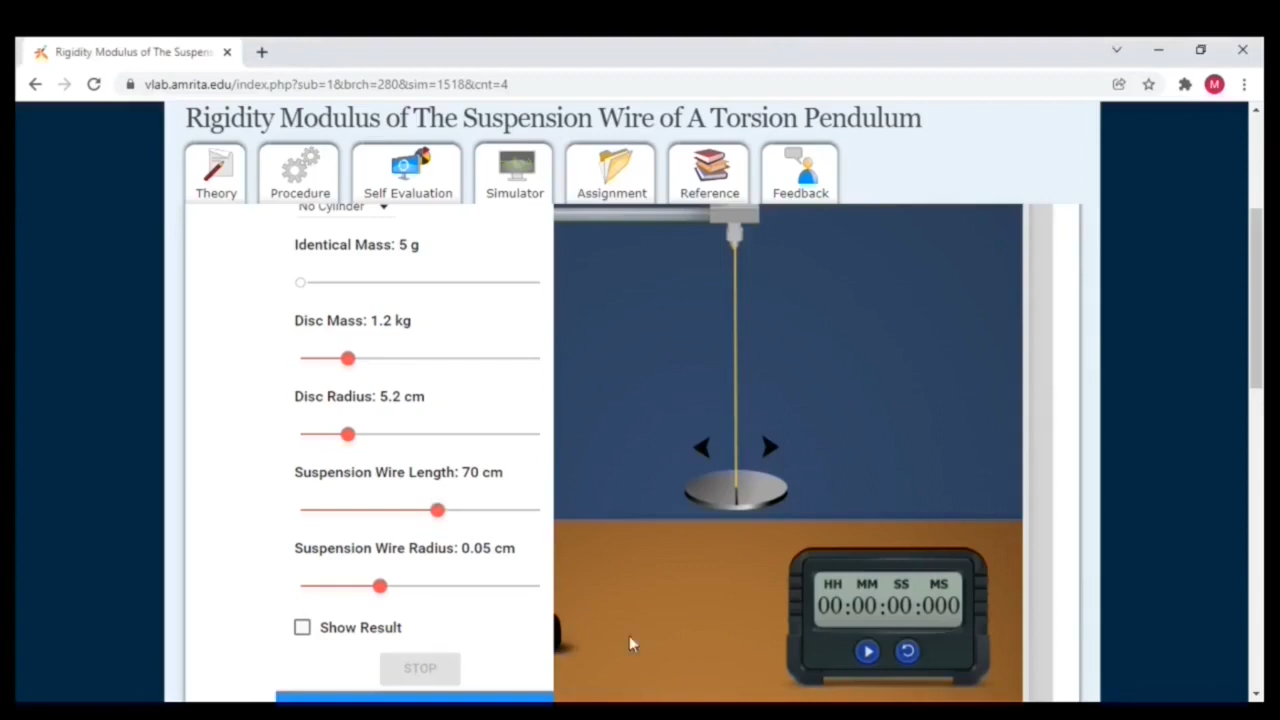 Rigidity Modulus of The Suspens
vlab.amrita.edu/index.php?sub=1&brch=280&sim=1518&cnt=4
M
Rigidity Modulus of The Suspension Wire of A Torsion Pendulum
Theory
Procedure
Self Evaluation
Simulator
Assignment
Reference
Feedback
No Cylinder
Identical Mass: 5 g
Disc Mass: 1.2 kg
Disc Radius: 5.2 cm
Suspension Wire Length: 70 cm
Suspension Wire Radius: 0.05 cm
Show Result
STOP
HH MM SS MS
00:00:00:000